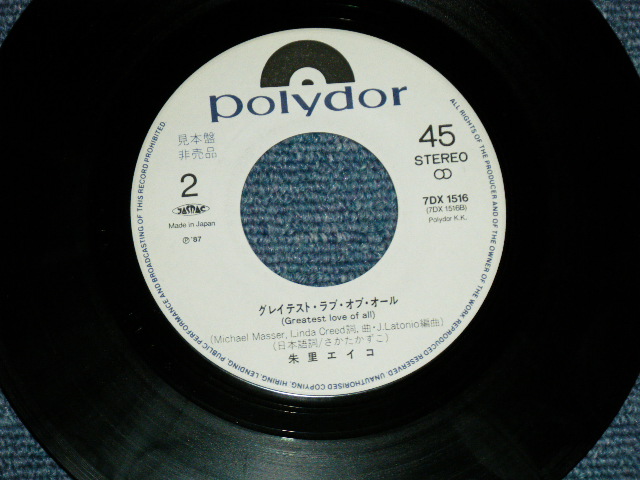 polydor
見本盤
非売品
2
JASRAC
Made in Japan
Ⓟ'87
45
STEREO
7DX 1516
(7DX 1516B)
Polydor K.K.
グレイテスト・ラブ・オブ・オール
(Greatest love of all)
(Michael Masser, Linda Creed詞, 曲・J.Latonio編曲)
(日本語詞/さかたかずこ)
朱里エイコ
ALL RIGHTS OF THE PRODUCER AND OF THE OWNER OF THE WORK REPRODUCED RESERVED. UNAUTHORISED COPYING, HIRING, LENDING, PUBLIC PERFORMANCE AND BROADCASTING OF THIS RECORD PROHIBITED.